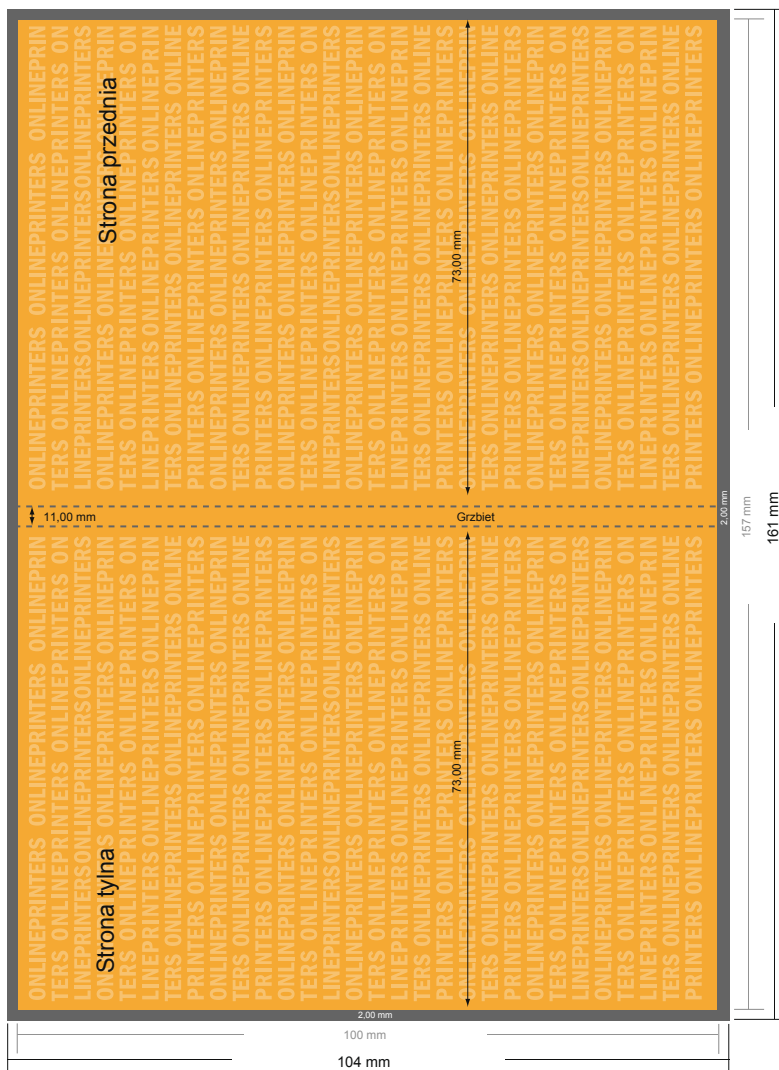 Strona przednia
73,00 mm
11,00 mm
Grzbiet
2,00 mm
157 mm
161 mm
73,00 mm
Strona tylna
2,00 mm
100 mm
104 mm
ONLINEPRINTERS